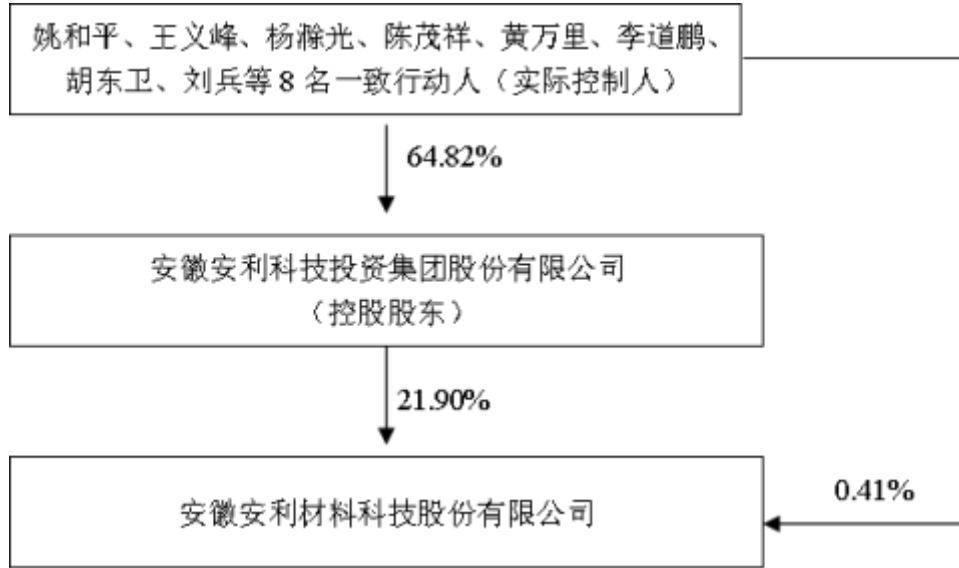 姚和平、王义峰、杨滁光、陈茂祥、黄万里、李道鹏、
胡东卫、刘兵等 8 名一致行动人（实际控制人）
64.82%
安徽安利科技投资集团股份有限公司
（控股股东）
21.90%
安徽安利材料科技股份有限公司
0.41%